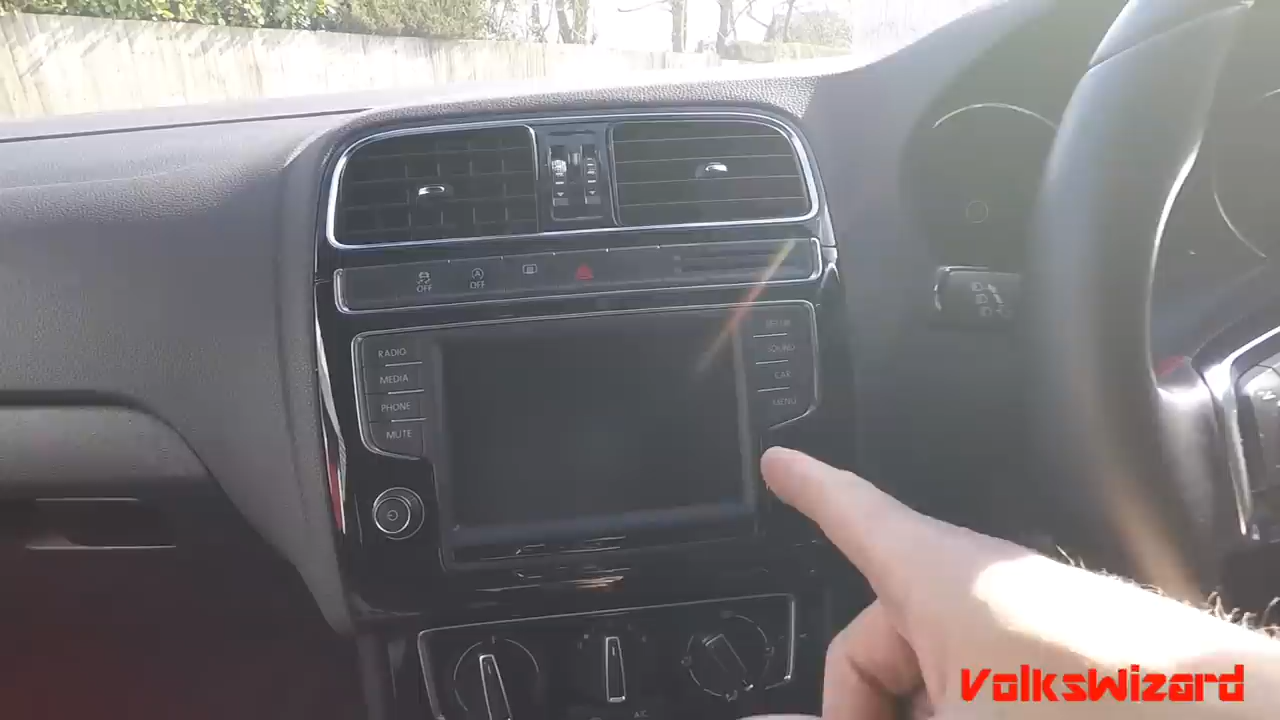 OFF
OFF
RADIO
MEDIA
PHONE
MUTE
SETUP
SOUND
CAR
MENU
A/C
VolksWizard